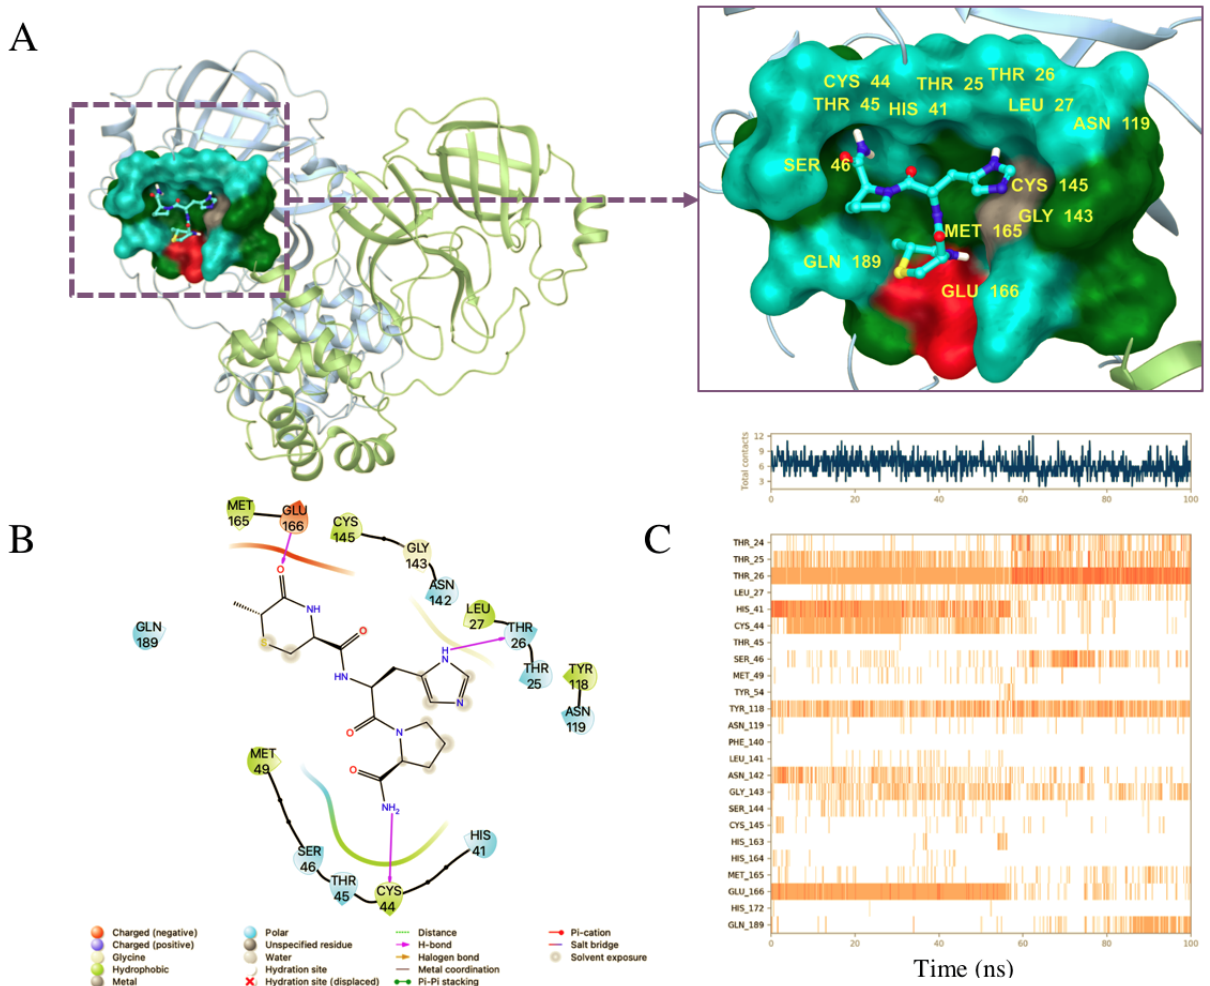 A
CYS 44
THR 25
THR 26
THR 45
HIS 41
LEU 27
ASN 119
SER 46
CYS 145
GLY 143
MET 165
GLN 189
GLU 166
B
MET
165
GLU
166
CYS
145
GLY
143
ASN
142
LEU
27
THR
26
THR
25
TYR
118
ASN
119
GLN
189
O
NH
S
O
HN
H
N
N
O
N
O
NH2
MET
49
SER
46
THR
45
CYS
44
HIS
41
Charged (negative)
Charged (positive)
Glycine
Hydrophobic
Metal
Polar
Unspecified residue
Water
Hydration site
Hydration site (displaced)
Distance
H-bond
Halogen bond
Metal coordination
Pi-Pi stacking
Pi-cation
Salt bridge
Solvent exposure
C
Total contacts
12
9
6
3
0
20
40
60
80
100
THR_24
THR_25
THR_26
LEU_27
HIS_41
CYS_44
THR_45
SER_46
MET_49
TYR_54
TYR_118
ASN_119
PHE_140
LEU_141
ASN_142
GLY_143
SER_144
CYS_145
HIS_163
HIS_164
MET_165
GLU_166
HIS_172
GLN_189
0
20
40
60
80
100
Time (ns)